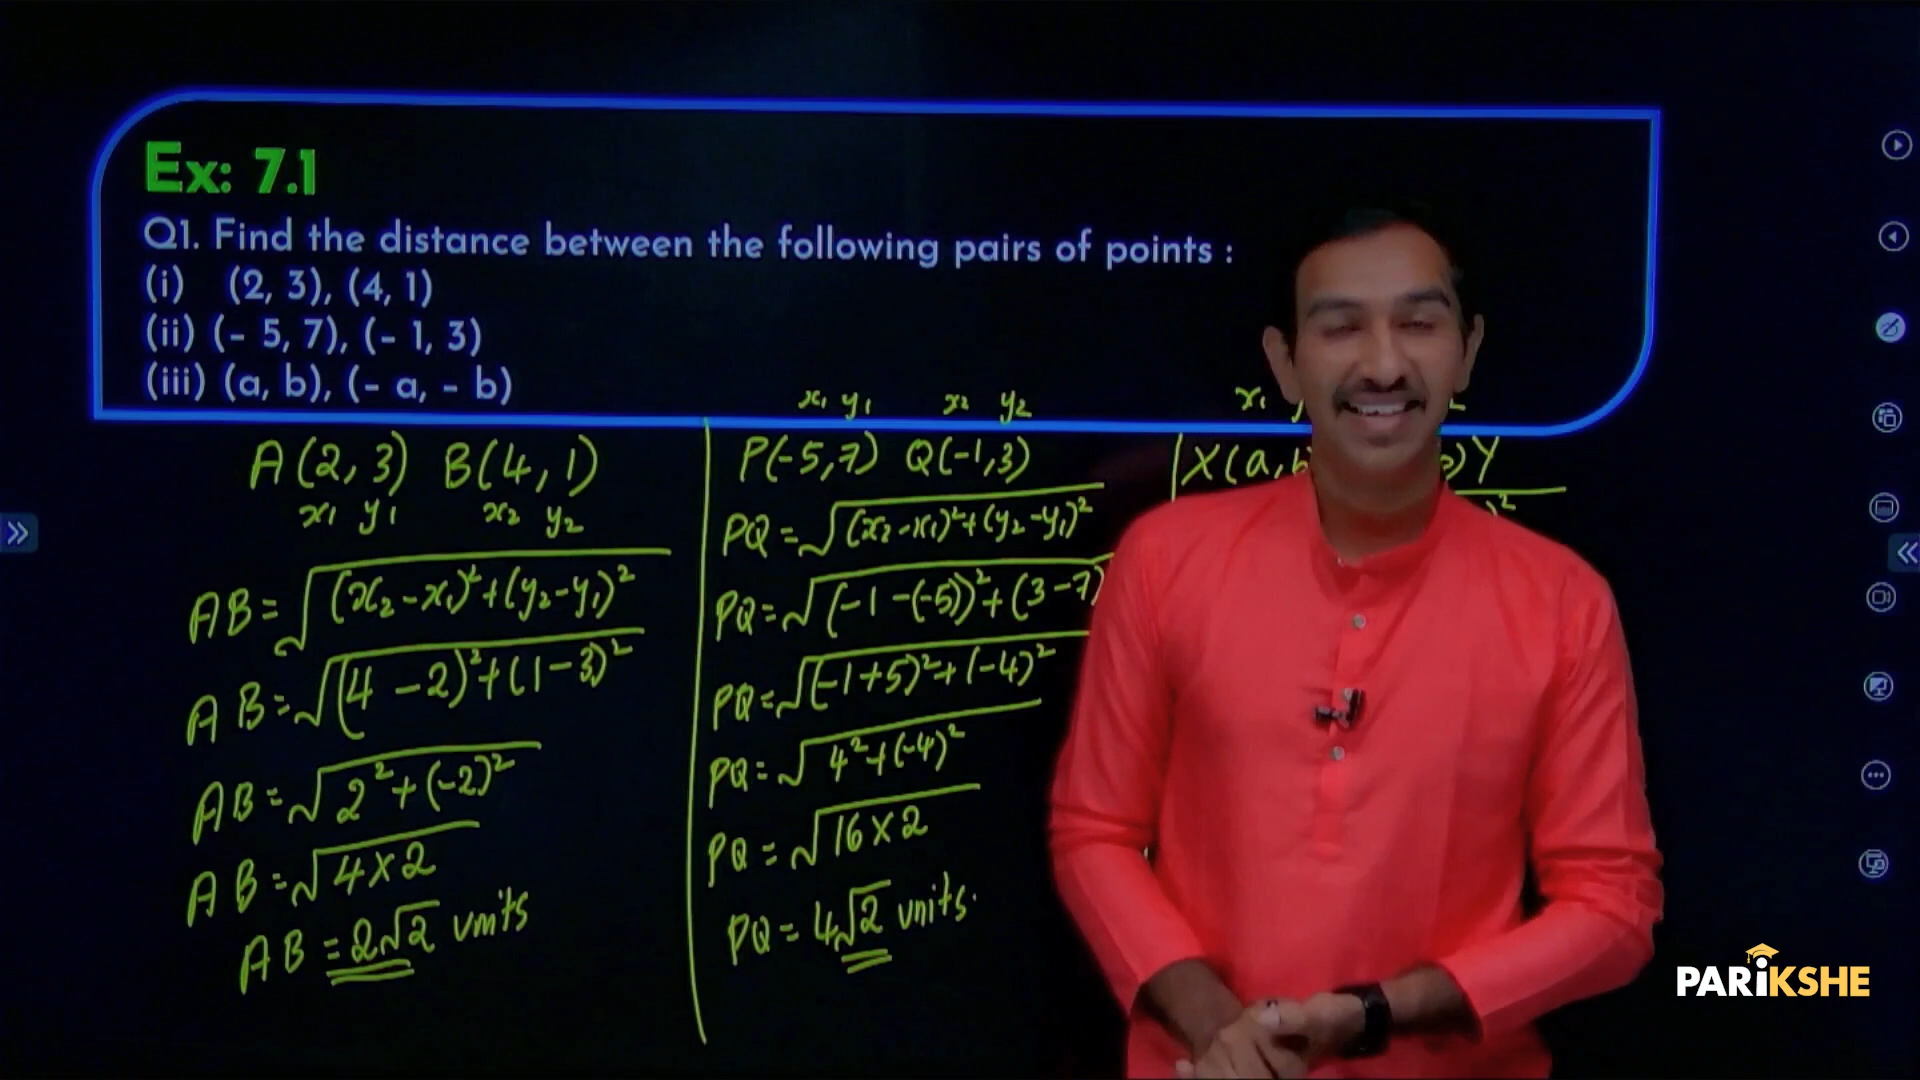 Ex: 7.1
Q1. Find the distance between the following pairs of points :
(i) (2, 3), (4, 1)
(ii) (- 5, 7), (- 1, 3)
(iii) (a, b), (- a, - b)
A(2, 3) B(4, 1)
x₁ y₁ x₂ y₂
AB = √(x₂-x₁)²+(y₂-y₁)²
AB = √(4-2)²+(1-3)²
AB = √2²+(-2)²
AB = √4×2
AB = 2√2 units
x₁ y₁ x₂ y₂
P(-5,7) Q(-1,3)
PQ = √(x₂-x₁)²+(y₂-y₁)²
PQ = √(-1-(-5))²+(3-7)
PQ = √(-1+5)²+(-4)²
PQ = √4²+(-4)²
PQ = √16×2
PQ = 4√2 units.
x₁
X(a, b )Y
)²
PARIKSHE